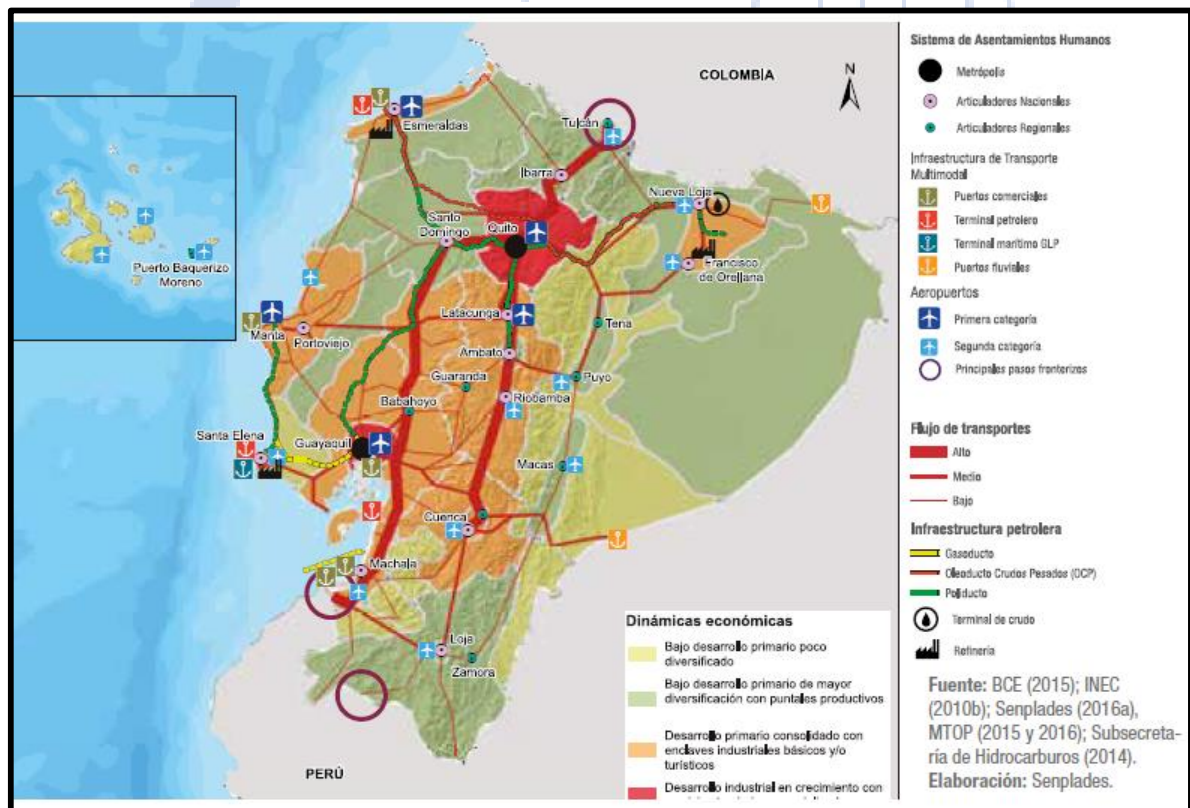 COLOMBIA
N
Esmeraldas
Tulcán
Ibarra
Nueva Loja
Santo
Domingo
Quito
Francisco
de Orellana
Puerto Baquerizo
Moreno
Latacunga
Tena
Manta
Portoviejo
Ambato
Guaranda
Puyo
Riobamba
Babahoyo
Santa Elena
Guayaquil
Macas
Cuenca
Machala
Loja
Zamora
PERÚ
Dinámicas económicas
Bajo desarrollo primario poco
diversificado
Bajo desarrollo primario de mayor
diversificación con puntales productivos
Desarrollo primario consolidado con
enclaves industriales básicos y/o
turísticos
Desarrollo industrial en crecimiento con
Sistema de Asentamientos Humanos
Metrópolis
Articuladores Nacionales
Articuladores Regionales
Infraestructura de Transporte
Multimodal
Puertos comerciales
Terminal petrolero
Terminal marítimo GLP
Puertos fluviales
Aeropuertos
Primera categoría
Segunda categoría
Principales pasos fronterizos
Flujo de transportes
Alto
Medio
Bajo
Infraestructura petrolera
Gasoducto
Oleoducto Crudos Pesados (OCP)
Poliducto
Terminal de crudo
Refinería
Fuente: BCE (2015); INEC
(2010b); Senplades (2016a),
MTOP (2015 y 2016); Subsecreta-
ría de Hidrocarburos (2014).
Elaboración: Senplades.